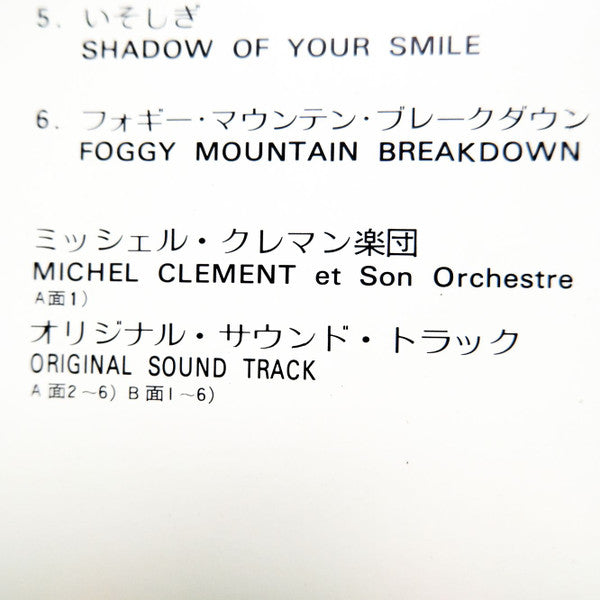 5. いそしぎ
SHADOW OF YOUR SMILE
6. フォギー・マウンテン・ブレークダウン
FOGGY MOUNTAIN BREAKDOWN
ミッシェル・クレマン楽団
MICHEL CLEMENT et Son Orchestre
A面1)
オリジナル・サウンド・トラック
ORIGINAL SOUND TRACK
A面2～6) B面1～6)